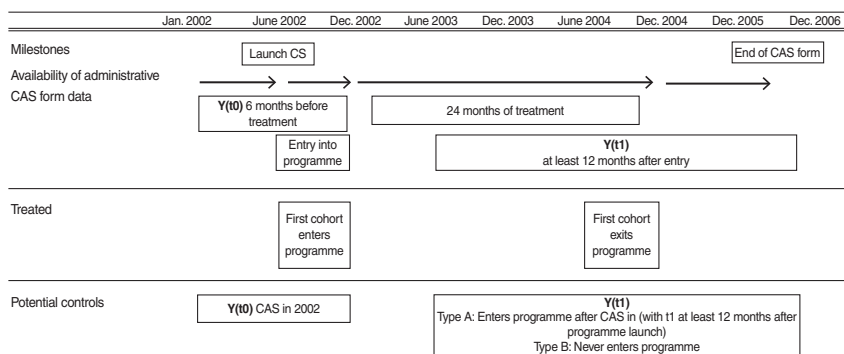 Jan. 2002 June 2002 Dec. 2002 June 2003 Dec. 2003 June 2004 Dec. 2004 Dec. 2005 Dec. 2006
Milestones
Launch CS
End of CAS form
Availability of administrative
CAS form data
Y(t0) 6 months before
treatment
24 months of treatment
Entry into
programme
Y(t1)
at least 12 months after entry
Treated
First cohort
enters
programme
First cohort
exits
programme
Potential controls
Y(t0) CAS in 2002
Y(t1)
Type A: Enters programme after CAS in (with t1 at least 12 months after
programme launch)
Type B: Never enters programme